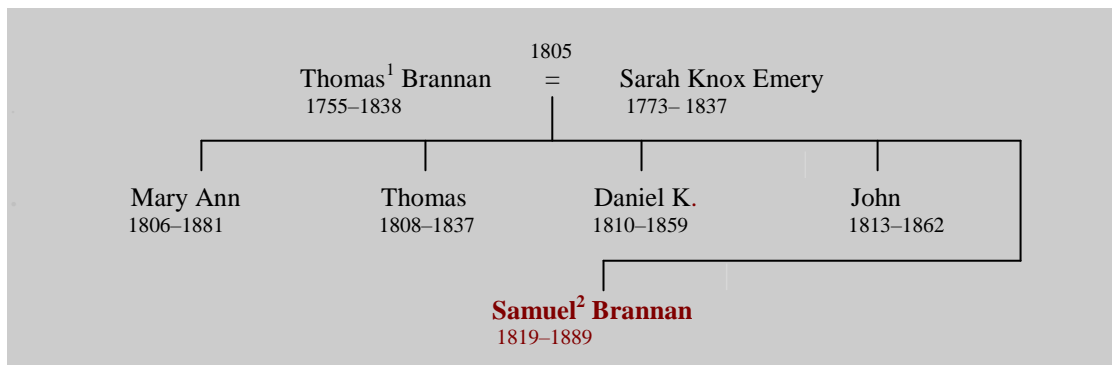 1805
Thomas¹ Brannan = Sarah Knox Emery
1755–1838 1773– 1837
Mary Ann Thomas Daniel K. John
1806–1881 1808–1837 1810–1859 1813–1862
Samuel² Brannan
1819–1889